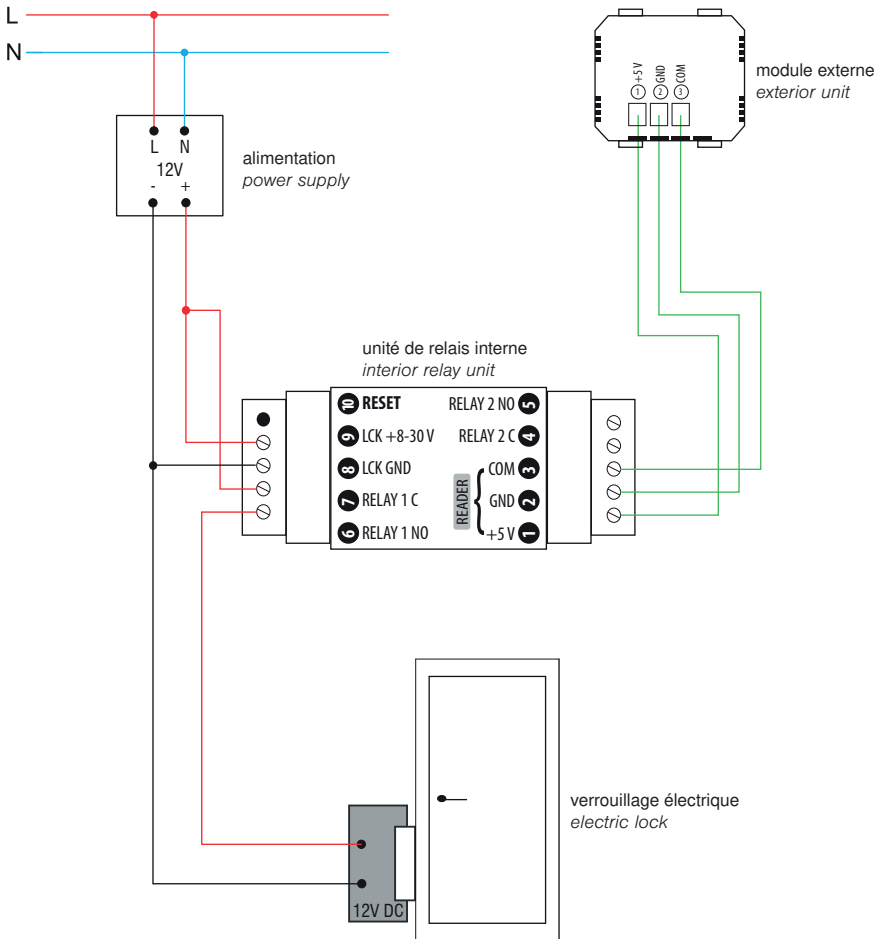 L
N
L N
12V
- +
alimentation
power supply
+5 V
GND
COM
1
2
3
module externe
exterior unit
unité de relais interne
interior relay unit
10 RESET
9 LCK +8-30 V
8 LCK GND
7 RELAY 1 C
6 RELAY 1 NO
RELAY 2 NO 5
RELAY 2 C 4
COM 3
GND 2
+5 V 1
READER
verrouillage électrique
electric lock
12V DC